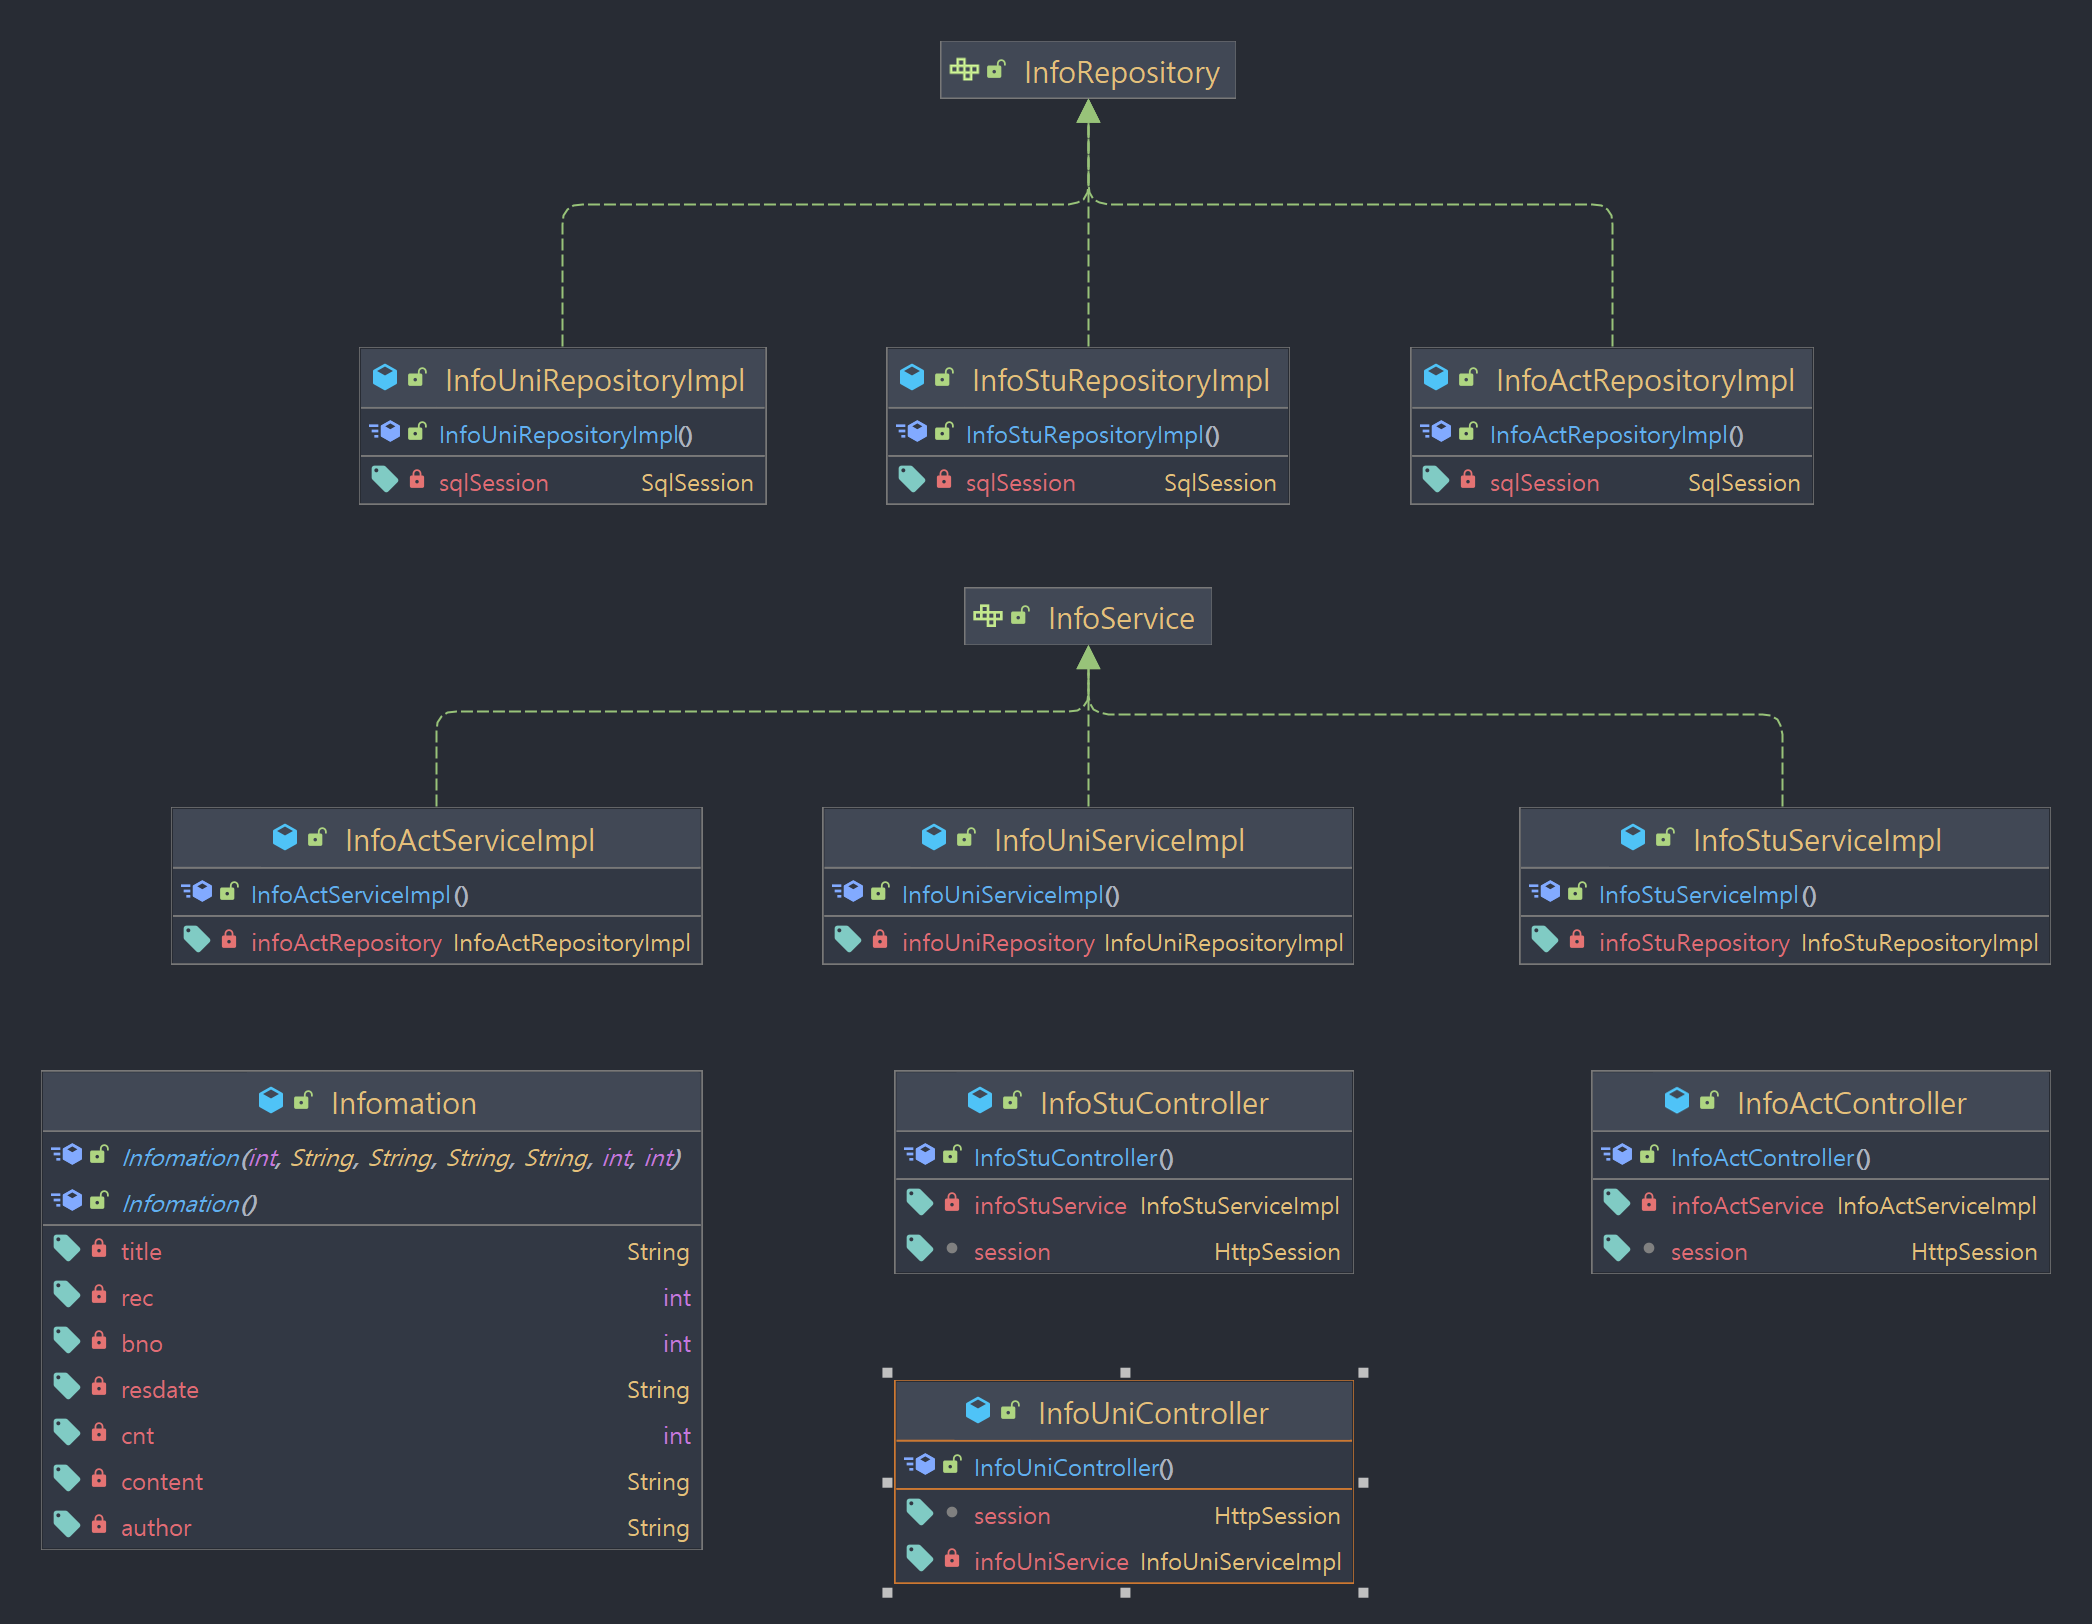 InfoRepository
InfoUniRepositoryImpl
InfoUniRepositoryImpl()
sqlSession SqlSession
InfoStuRepositoryImpl
InfoStuRepositoryImpl()
sqlSession SqlSession
InfoActRepositoryImpl
InfoActRepositoryImpl()
sqlSession SqlSession
InfoService
InfoActServiceImpl
InfoActServiceImpl()
infoActRepository InfoActRepositoryImpl
InfoUniServiceImpl
InfoUniServiceImpl()
infoUniRepository InfoUniRepositoryImpl
InfoStuServiceImpl
InfoStuServiceImpl()
infoStuRepository InfoStuRepositoryImpl
Infomation
Infomation(int, String, String, String, String, int, int)
Infomation()
title String
rec int
bno int
resdate String
cnt int
content String
author String
InfoStuController
InfoStuController()
infoStuService InfoStuServiceImpl
session HttpSession
InfoActController
InfoActController()
infoActService InfoActServiceImpl
session HttpSession
InfoUniController
InfoUniController()
session HttpSession
infoUniService InfoUniServiceImpl